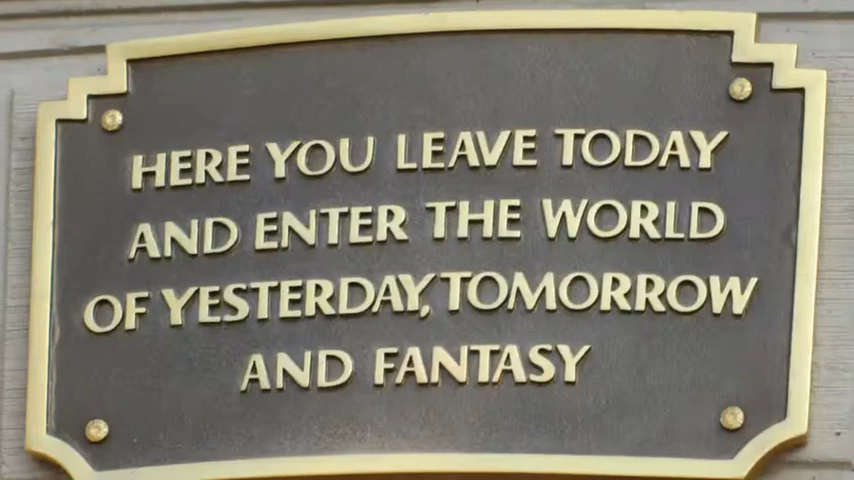 HERE YOU LEAVE TODAY
AND ENTER THE WORLD
OF YESTERDAY, TOMORROW
AND FANTASY